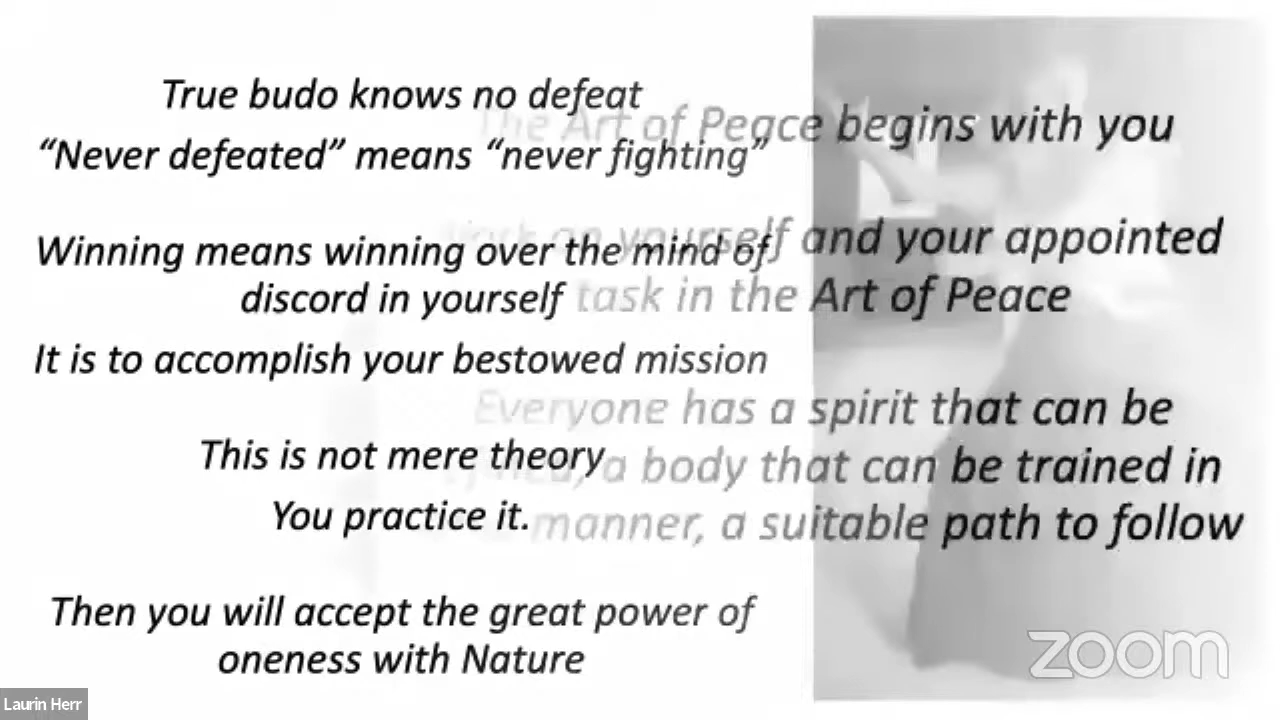 True budo knows no defeat
“Never defeated” means “never fighting”
Winning means winning over the mind of
discord in yourself
It is to accomplish your bestowed mission
This is not mere theory
You practice it.
Then you will accept the great power of
oneness with Nature
The Art of Peace begins with you
on yourself and your appointed
task in the Art of Peace
Everyone has a spirit that can be
a body that can be trained in
manner, a suitable path to follow
zoom
Laurin Herr